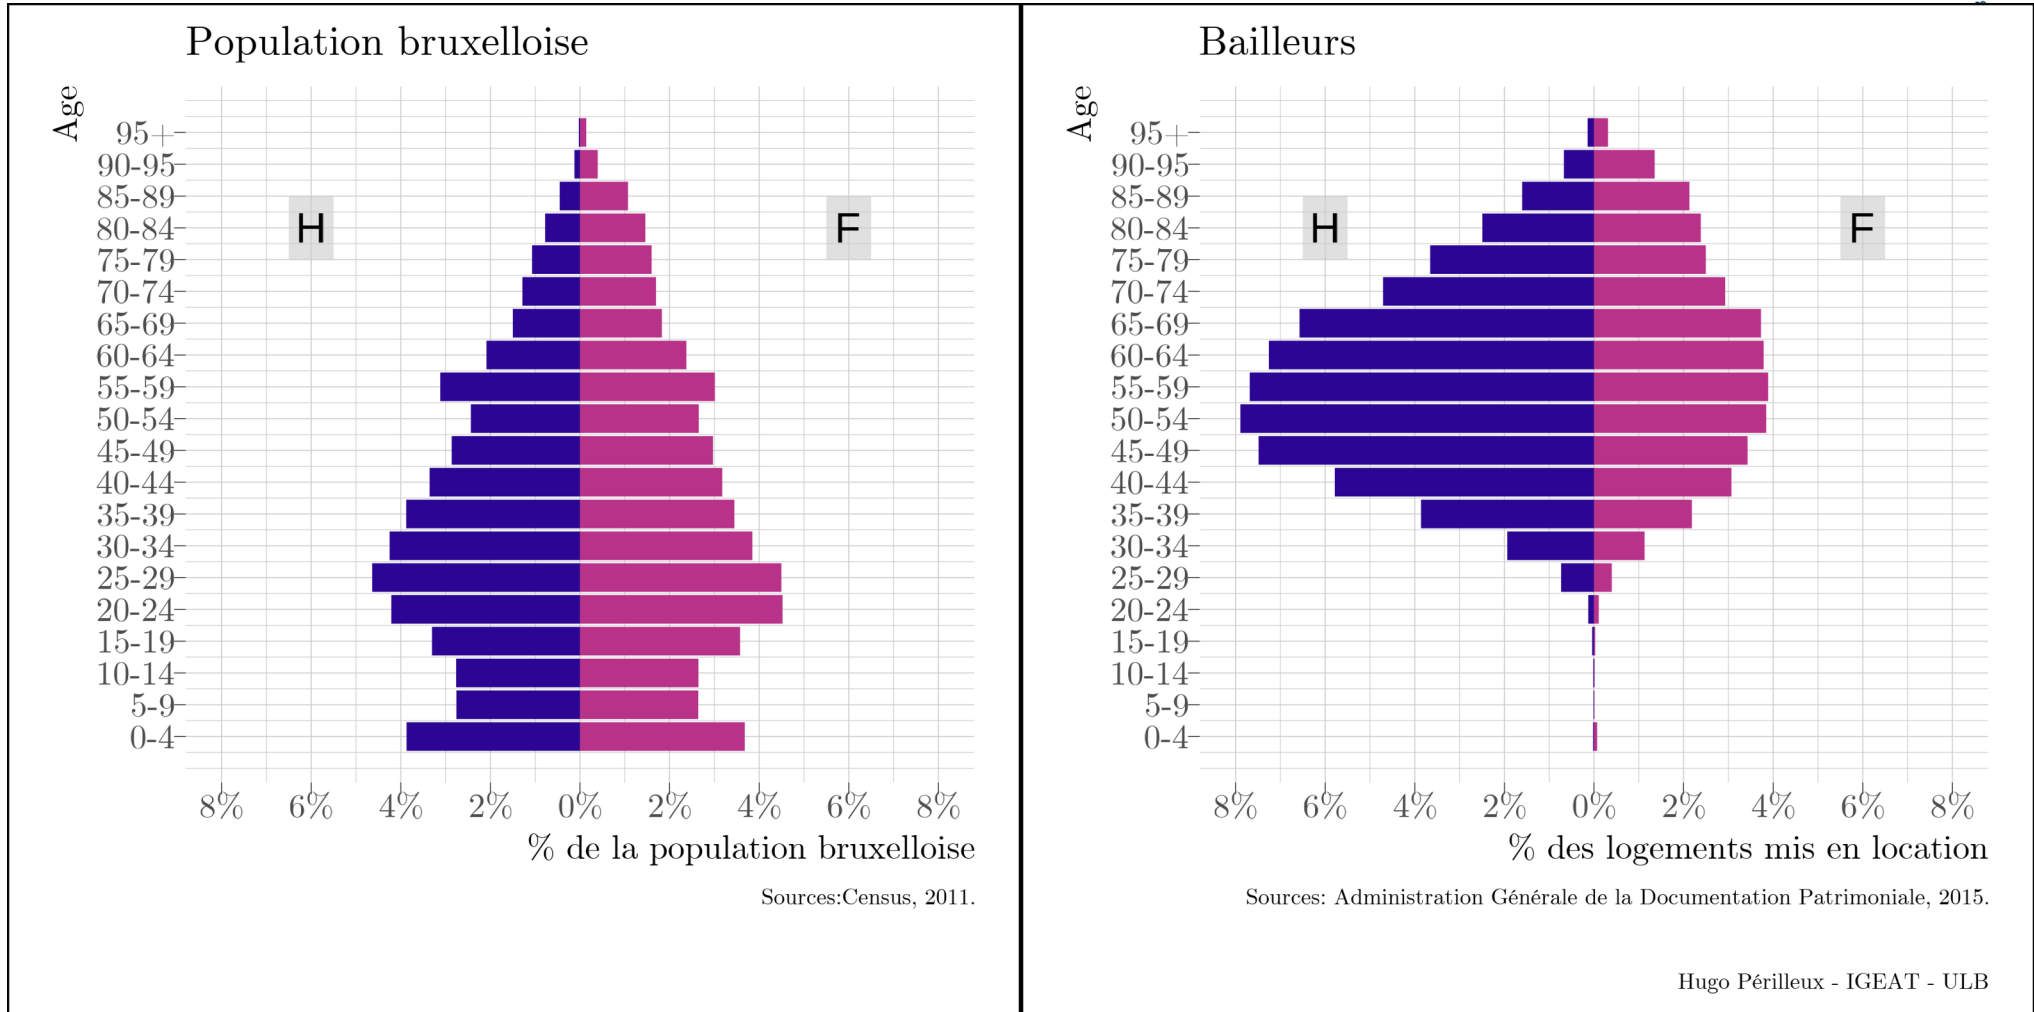 Population bruxelloise
Age
95+
90-95
85-89
80-84
75-79
70-74
65-69
60-64
55-59
50-54
45-49
40-44
35-39
30-34
25-29
20-24
15-19
10-14
5-9
0-4
H
F
8% 6% 4% 2% 0% 2% 4% 6% 8%
% de la population bruxelloise
Sources:Census, 2011.
Bailleurs
Age
95+
90-95
85-89
80-84
75-79
70-74
65-69
60-64
55-59
50-54
45-49
40-44
35-39
30-34
25-29
20-24
15-19
10-14
5-9
0-4
H
F
8% 6% 4% 2% 0% 2% 4% 6% 8%
% des logements mis en location
Sources: Administration Générale de la Documentation Patrimoniale, 2015.
Hugo Périlleux - IGEAT - ULB